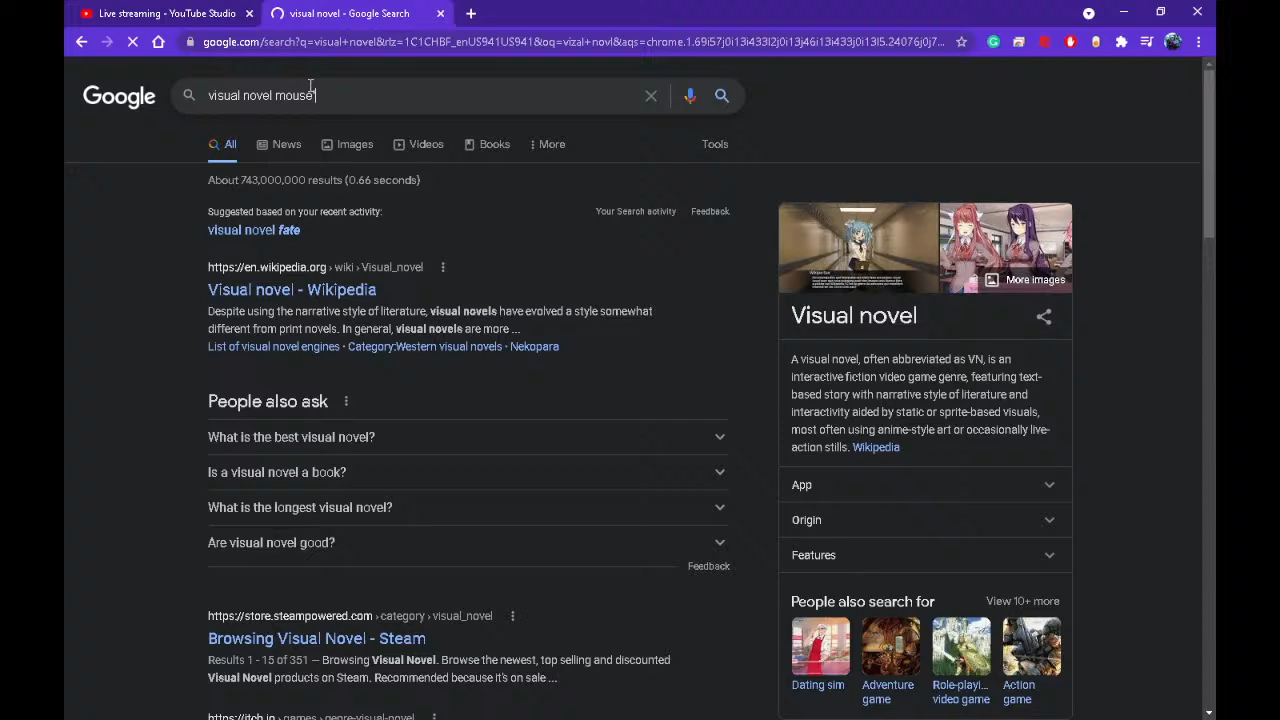 Live streaming - YouTube Studio
visual novel - Google Search
google.com/search?q=visual+novel&rlz=1C1CHBF_enUS941US941&oq=vizal+novl&aqs=chrome.1.69i57j0i13i433l2j0i13j46i13j0i13l5.24076j0j7...
Google
visual novel mouse
All
News
Images
Videos
Books
More
Tools
About 743,000,000 results (0.66 seconds)
Suggested based on your recent activity:
Your Search activity
Feedback
visual novel fate
https://en.wikipedia.org › wiki › Visual_novel
Visual novel - Wikipedia
Despite using the narrative style of literature, visual novels have evolved a style somewhat
different from print novels. In general, visual novels are more ...
List of visual novel engines · Category:Western visual novels · Nekopara
People also ask
What is the best visual novel?
Is a visual novel a book?
What is the longest visual novel?
Are visual novel good?
Feedback
https://store.steampowered.com › category › visual_novel
Browsing Visual Novel - Steam
Results 1 - 15 of 351 — Browsing Visual Novel. Browse the newest, top selling and discounted
Visual Novel products on Steam. Recommended because it's on sale ...
https://itch.io › games › genre-visual-novel
More images
Visual novel
A visual novel, often abbreviated as VN, is an
interactive fiction video game genre, featuring text-
based story with narrative style of literature and
interactivity aided by static or sprite-based visuals,
most often using anime-style art or occasionally live-
action stills. Wikipedia
App
Origin
Features
People also search for
View 10+ more
Dating sim
Adventure
game
Role-playi...
video game
Action
game